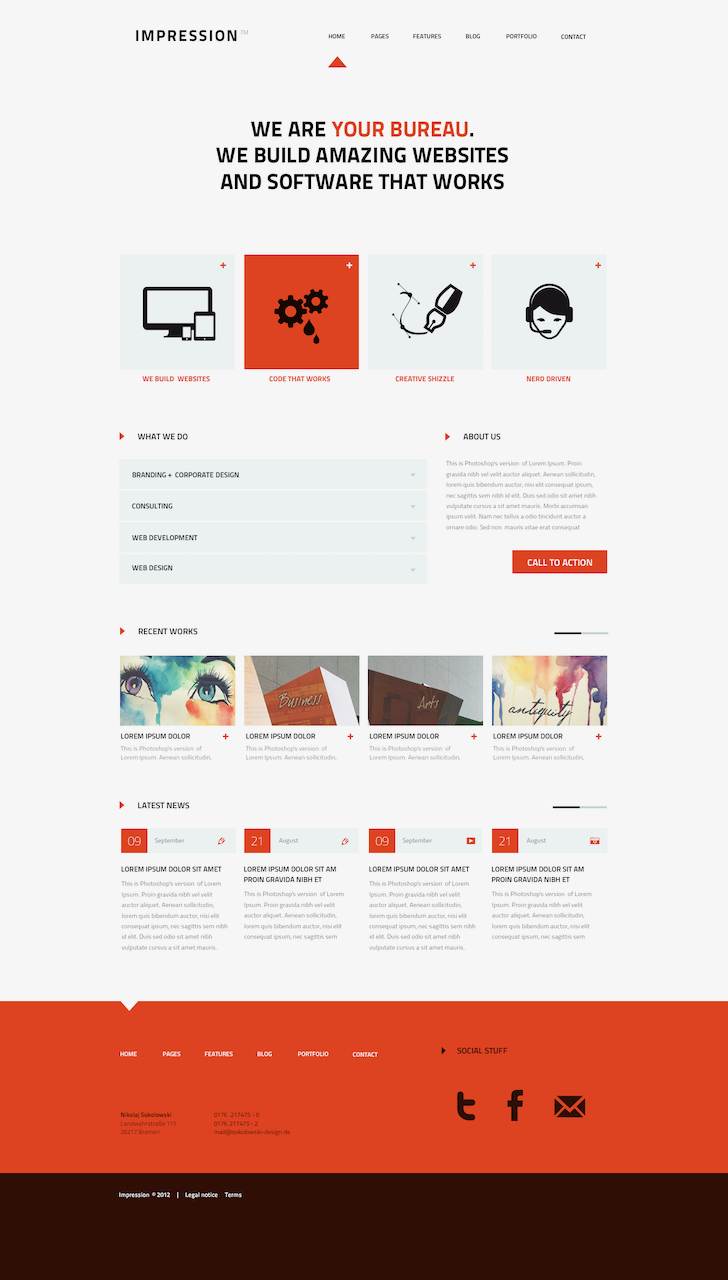 IMPRESSION TM
HOME PAGES FEATURES BLOG PORTFOLIO CONTACT
WE ARE YOUR BUREAU.
WE BUILD AMAZING WEBSITES
AND SOFTWARE THAT WORKS
WE BUILD WEBSITES
CODE THAT WORKS
CREATIVE SHIZZLE
NERD DRIVEN
WHAT WE DO
BRANDING + CORPORATE DESIGN
CONSULTING
WEB DEVELOPMENT
WEB DESIGN
ABOUT US
This is Photoshop's version of Lorem Ipsum. Proin
gravida nibh vel velit auctor aliquet. Aenean sollicitudin,
lorem quis bibendum auctor, nisi elit consequat ipsum,
nec sagittis sem nibh id elit. Duis sed odio sit amet nibh
vulputate cursus a sit amet mauris. Morbi accumsan
ipsum velit. Nam nec tellus a odio tincidunt auctor a
ornare odio. Sed non mauris vitae erat consequat
CALL TO ACTION
RECENT WORKS
Business
Arts
antiquity
LOREM IPSUM DOLOR
This is Photoshop's version of
Lorem Ipsum. Aenean sollicitudin,
LOREM IPSUM DOLOR
This is Photoshop's version of
Lorem Ipsum. Aenean sollicitudin,
LOREM IPSUM DOLOR
This is Photoshop's version of
Lorem Ipsum. Aenean sollicitudin,
LOREM IPSUM DOLOR
This is Photoshop's version of
Lorem Ipsum. Aenean sollicitudin,
LATEST NEWS
09 September
LOREM IPSUM DOLOR SIT AMET
This is Photoshop's version of Lorem
Ipsum. Proin gravida nibh vel velit
auctor aliquet. Aenean sollicitudin,
lorem quis bibendum auctor, nisi elit
consequat ipsum, nec sagittis sem nibh
id elit. Duis sed odio sit amet nibh
vulputate cursus a sit amet mauris.
21 August
LOREM IPSUM DOLOR SIT AM
PROIN GRAVIDA NIBH ET
This is Photoshop's version of Lorem
Ipsum. Proin gravida nibh vel velit
auctor aliquet. Aenean sollicitudin,
lorem quis bibendum auctor, nisi elit
consequat ipsum, nec sagittis sem
09 September
LOREM IPSUM DOLOR SIT AMET
This is Photoshop's version of Lorem
Ipsum. Proin gravida nibh vel velit
auctor aliquet. Aenean sollicitudin,
lorem quis bibendum auctor, nisi elit
consequat ipsum, nec sagittis sem nibh
id elit. Duis sed odio sit amet nibh
vulputate cursus a sit amet mauris.
21 August
LOREM IPSUM DOLOR SIT AM
PROIN GRAVIDA NIBH ET
This is Photoshop's version of Lorem
Ipsum. Proin gravida nibh vel velit
auctor aliquet. Aenean sollicitudin,
lorem quis bibendum auctor, nisi elit
consequat ipsum, nec sagittis sem
HOME PAGES FEATURES BLOG PORTFOLIO CONTACT
SOCIAL STUFF
Nikolaj Sokolowski
Landwehrstraße 113
28217 Bremen
0176 217475 - 0
0176 217475 - 2
mail@sokolowski-design.de
Impression © 2012 | Legal notice Terms